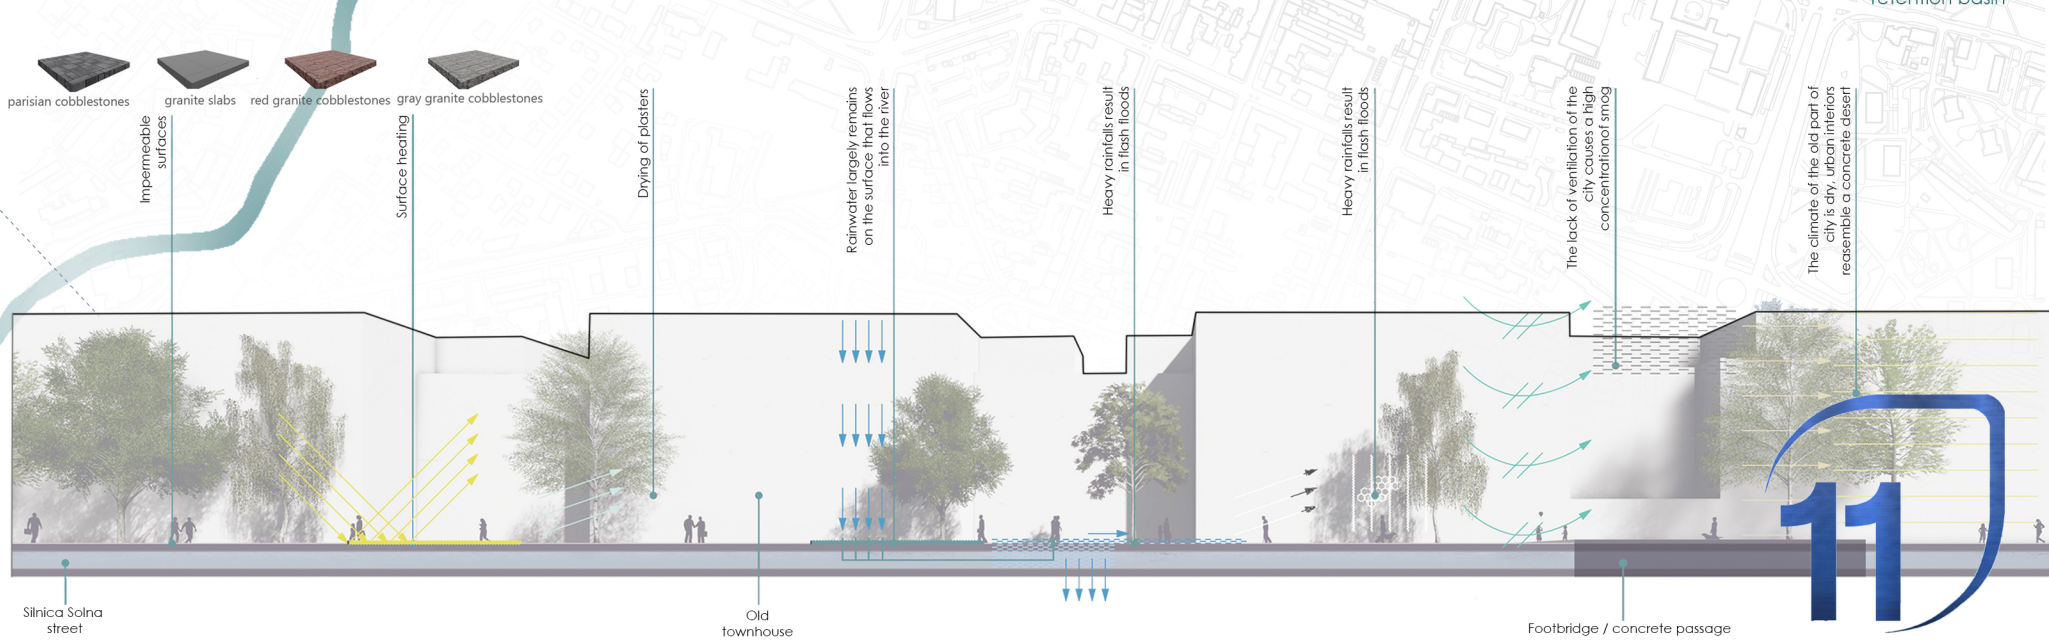 retention basin
parisian cobblestones
granite slabs
red granite cobblestones
gray granite cobblestones
Impermeable
surfaces
Surface heating
Drying of plasters
Rainwater largely remains
on the surface that flows
into the river
Heavy rainfalls result
in flash floods
Heavy rainfalls result
in flash floods
The lack of ventilation of the
city causes a high
concentrationof smog
The climate of the old part of
city is dry, urban interiors
reasemble a concrete desert
11
Silnica Solna
street
Old
townhouse
Footbridge / concrete passage